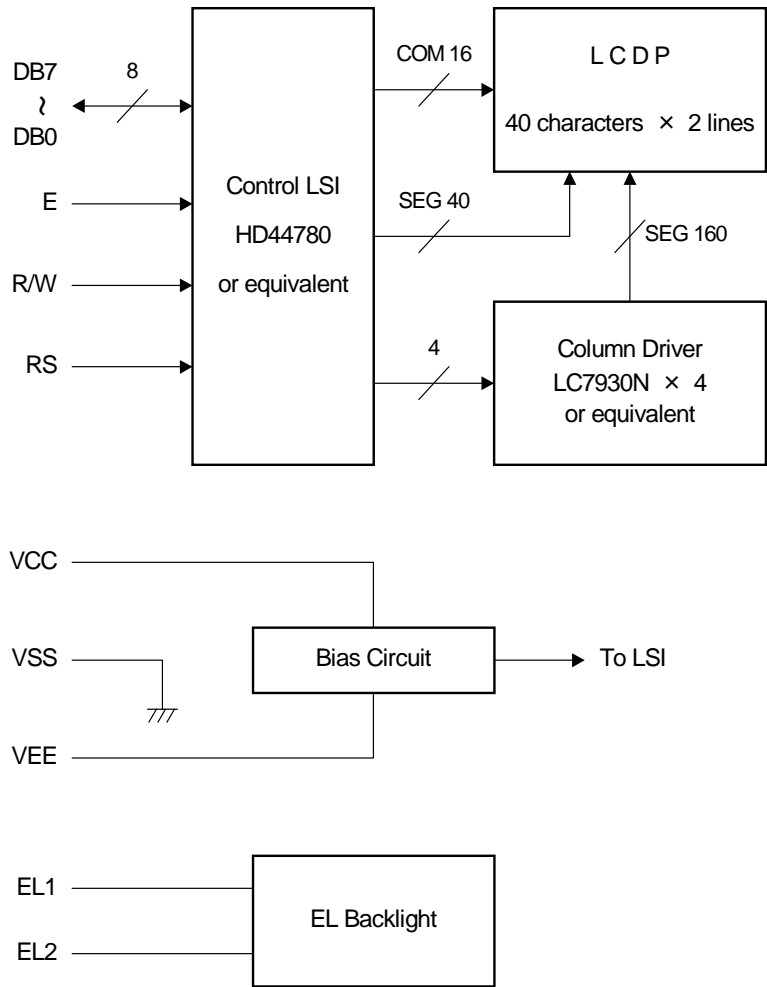 DB7
~
DB0
8
E
R/W
RS
Control LSI
HD44780
or equivalent
COM 16
SEG 40
4
L C D P
40 characters × 2 lines
SEG 160
Column Driver
LC7930N × 4
or equivalent
VCC
VSS
VEE
Bias Circuit
To LSI
EL1
EL2
EL Backlight